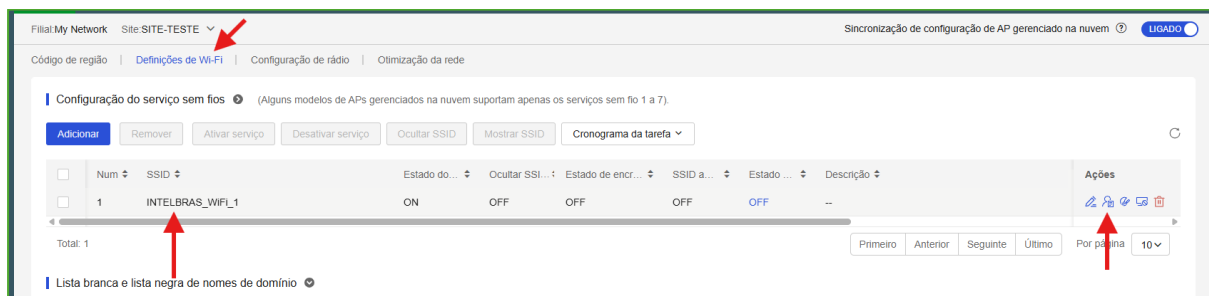 Filial:My Network Site:SITE-TESTE Sincronização de configuração de AP gerenciado na nuvem ? LIGADO
Código de região | Definições de Wi-Fi | Configuração de rádio | Otimização da rede
Configuração do serviço sem fios (Alguns modelos de APs gerenciados na nuvem suportam apenas os serviços sem fio 1 a 7).
Adicionar Remover Ativar serviço Desativar serviço Ocultar SSID Mostrar SSID Cronograma da tarefa
Num SSID Estado do... Ocultar SSI... Estado de encr... SSID a... Estado ... Descrição Ações
1 INTELBRAS_WiFi_1 ON OFF OFF OFF OFF --
Total: 1 Primeiro Anterior Seguinte Último Por página 10
Lista branca e lista negra de nomes de domínio